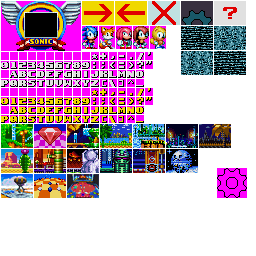 SONIC
?
*+,-./"
0123456789:
ABCDEFGHIJKLMNO
PQRSTUVWXYZ
*+,-./"
0123456789:
ABCDEFGHIJKLMNO
PQRSTUVWXYZ